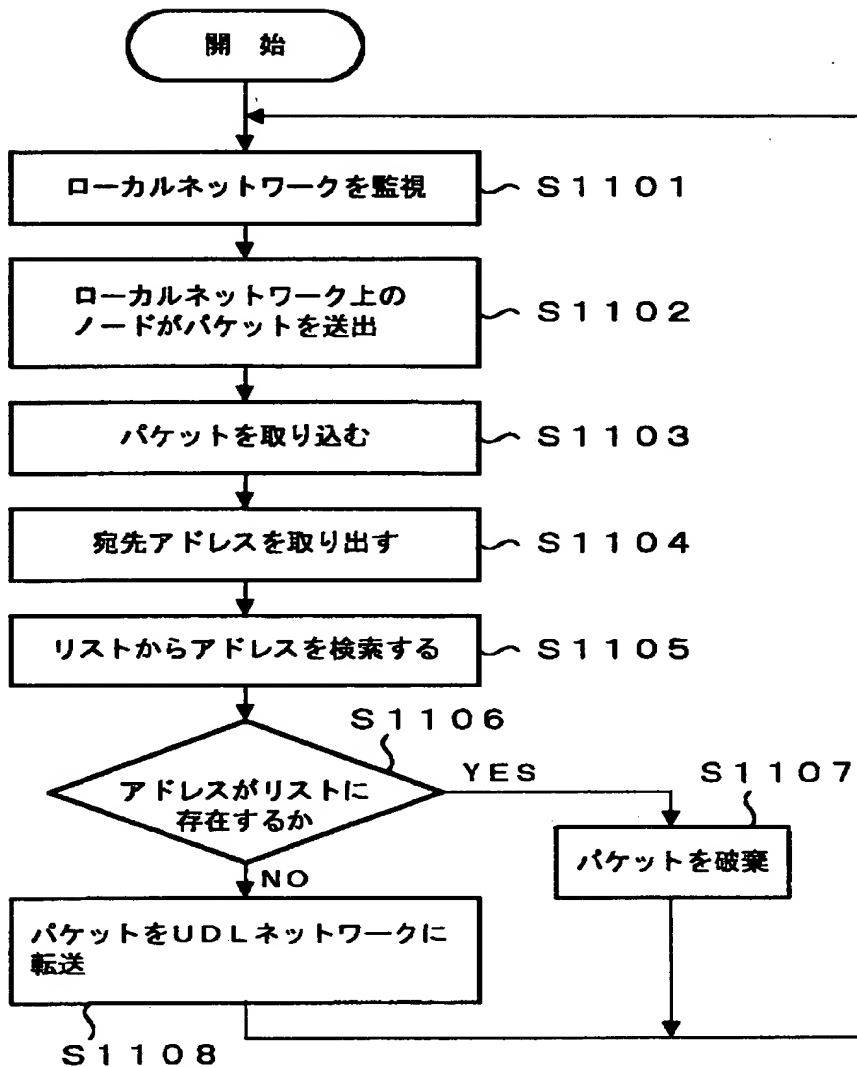 開 始
ローカルネットワークを監視
S1101
ローカルネットワーク上の
ノードがパケットを送出
S1102
パケットを取り込む
S1103
宛先アドレスを取り出す
S1104
リストからアドレスを検索する
S1105
S1106
アドレスがリストに
存在するか
YES
S1107
パケットを破棄
NO
パケットをUDLネットワークに
転送
S1108